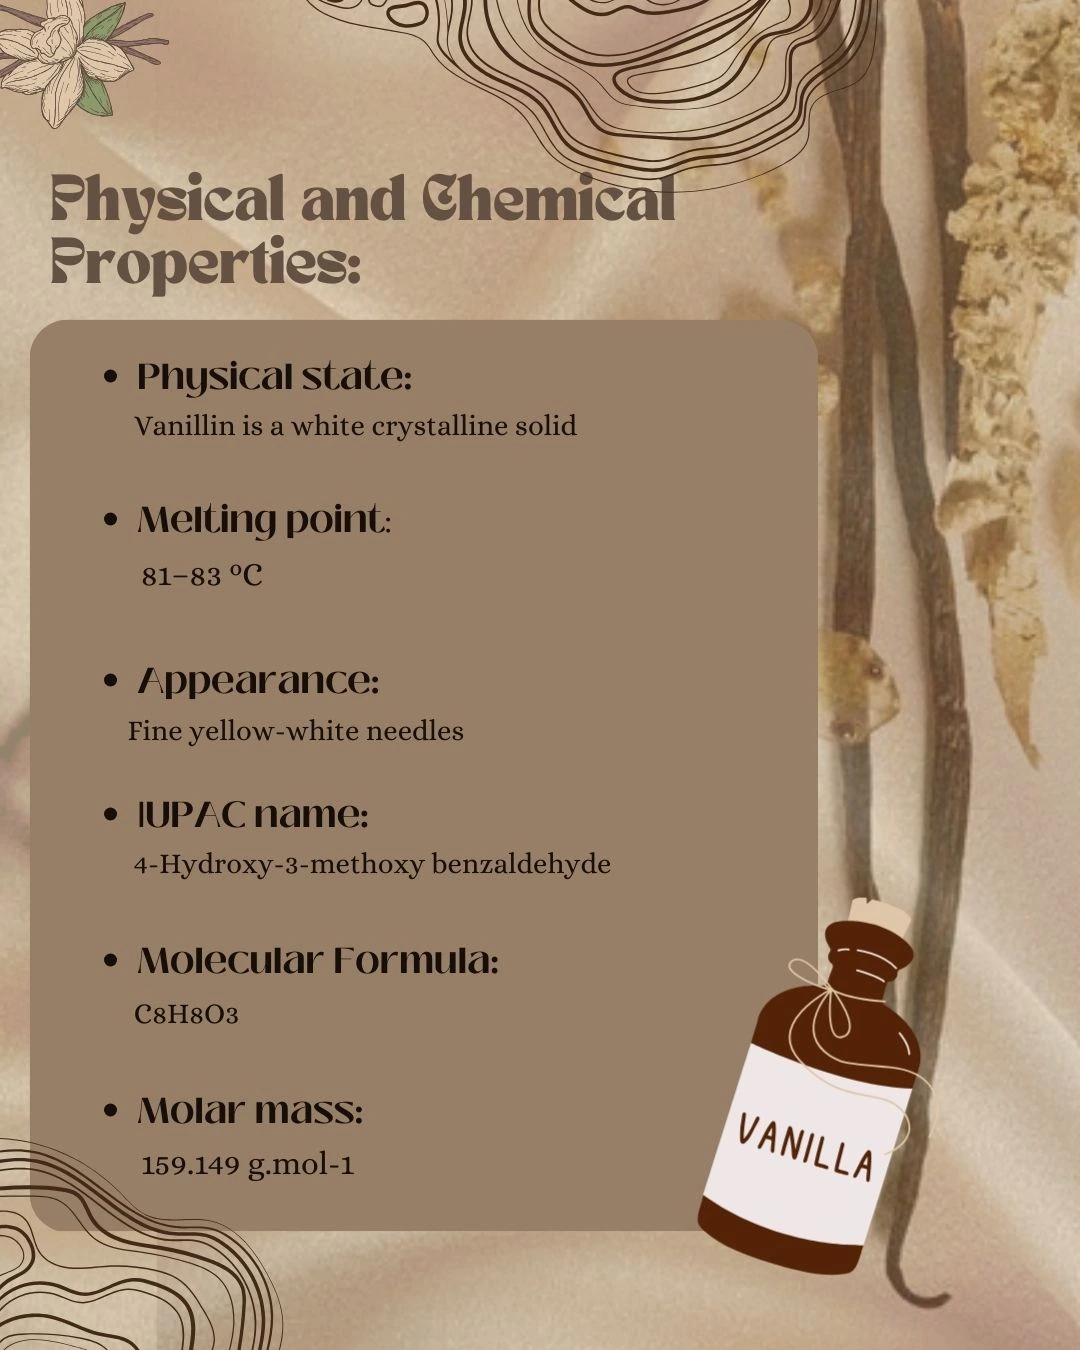 Physical and Chemical
Properties:
• Physical state:
Vanillin is a white crystalline solid
• Melting point:
81–83 °C
• Appearance:
Fine yellow-white needles
• IUPAC name:
4-Hydroxy-3-methoxy benzaldehyde
• Molecular Formula:
C8H8O3
• Molar mass:
159.149 g.mol-1
VANILLA